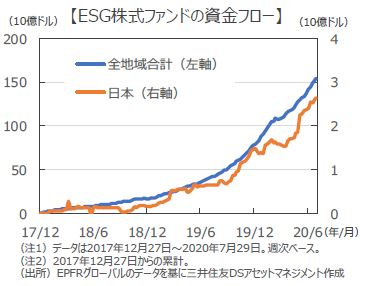 【ESG株式ファンドの資金フロー】
(10億ドル)
(10億ドル)
200
150
100
50
0
4
3
2
1
0
全地域合計（左軸）
日本（右軸）
17/12 18/6 18/12 19/6 19/12 20/6(年/月)
(注1) データは2017年12月27日～2020年7月29日。週次ベース。
(注2) 2017年12月27日からの累計。
(出所) EPFRグローバルのデータを基に三井住友DSアセットマネジメント作成